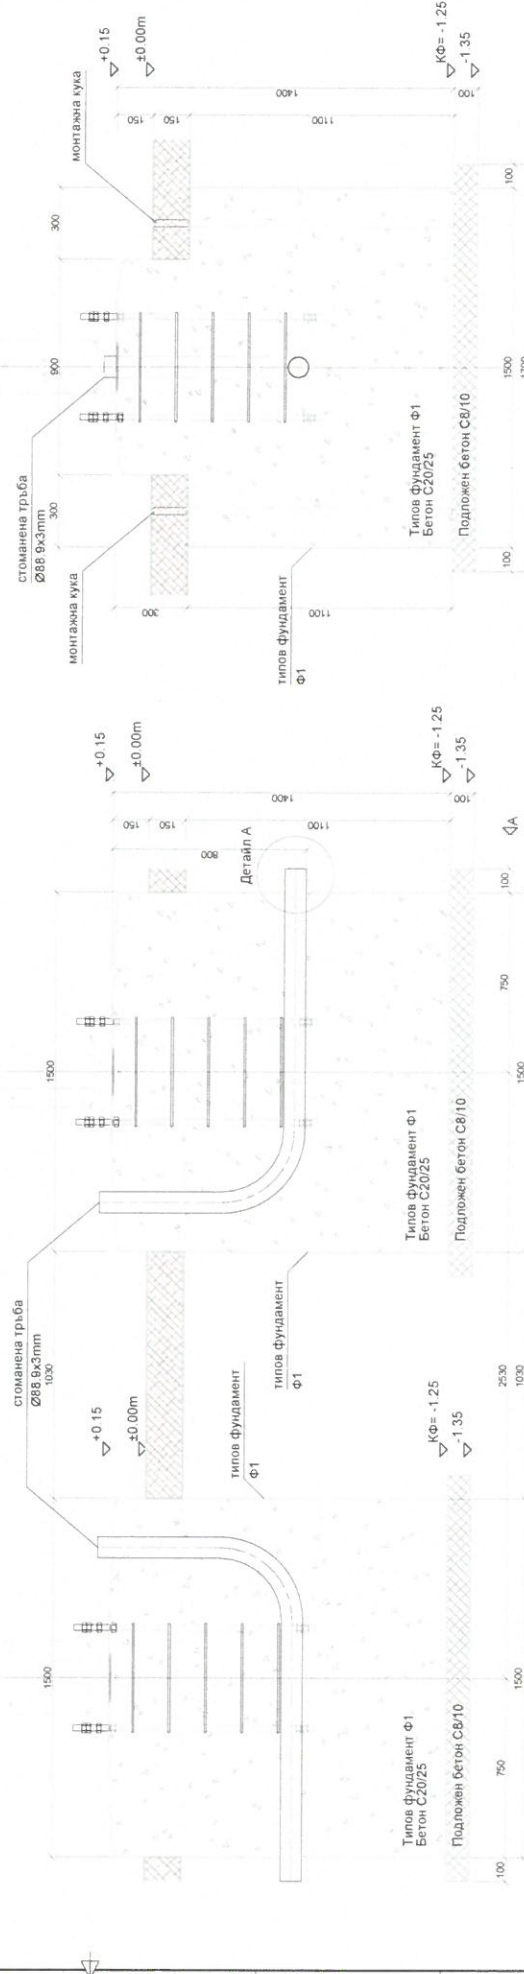 стоманена тръба
Ø88.9x3mm
1500
1030
1500
+0.15
±0.00m
+0.15
±0.00m
150
150
800
1100
1400
100
Детайл А
типов фундамент
Ф1
типов фундамент
Ф1
КФ= -1.25
-1.35
КФ= -1.25
-1.35
Типов фундамент Ф1
Бетон С20/25
Подложен бетон С8/10
Типов фундамент Ф1
Бетон С20/25
Подложен бетон С8/10
100
750
2530
750
100
1500
1030
1500
А
стоманена тръба
Ø88.9x3mm
монтажна кука
монтажна кука
300
900
300
+0.15
±0.00m
300
1100
150
150
1100
1400
100
типов фундамент
Ф1
КФ= -1.25
-1.35
Типов фундамент Ф1
Бетон С20/25
Подложен бетон С8/10
100
1500
100
1700